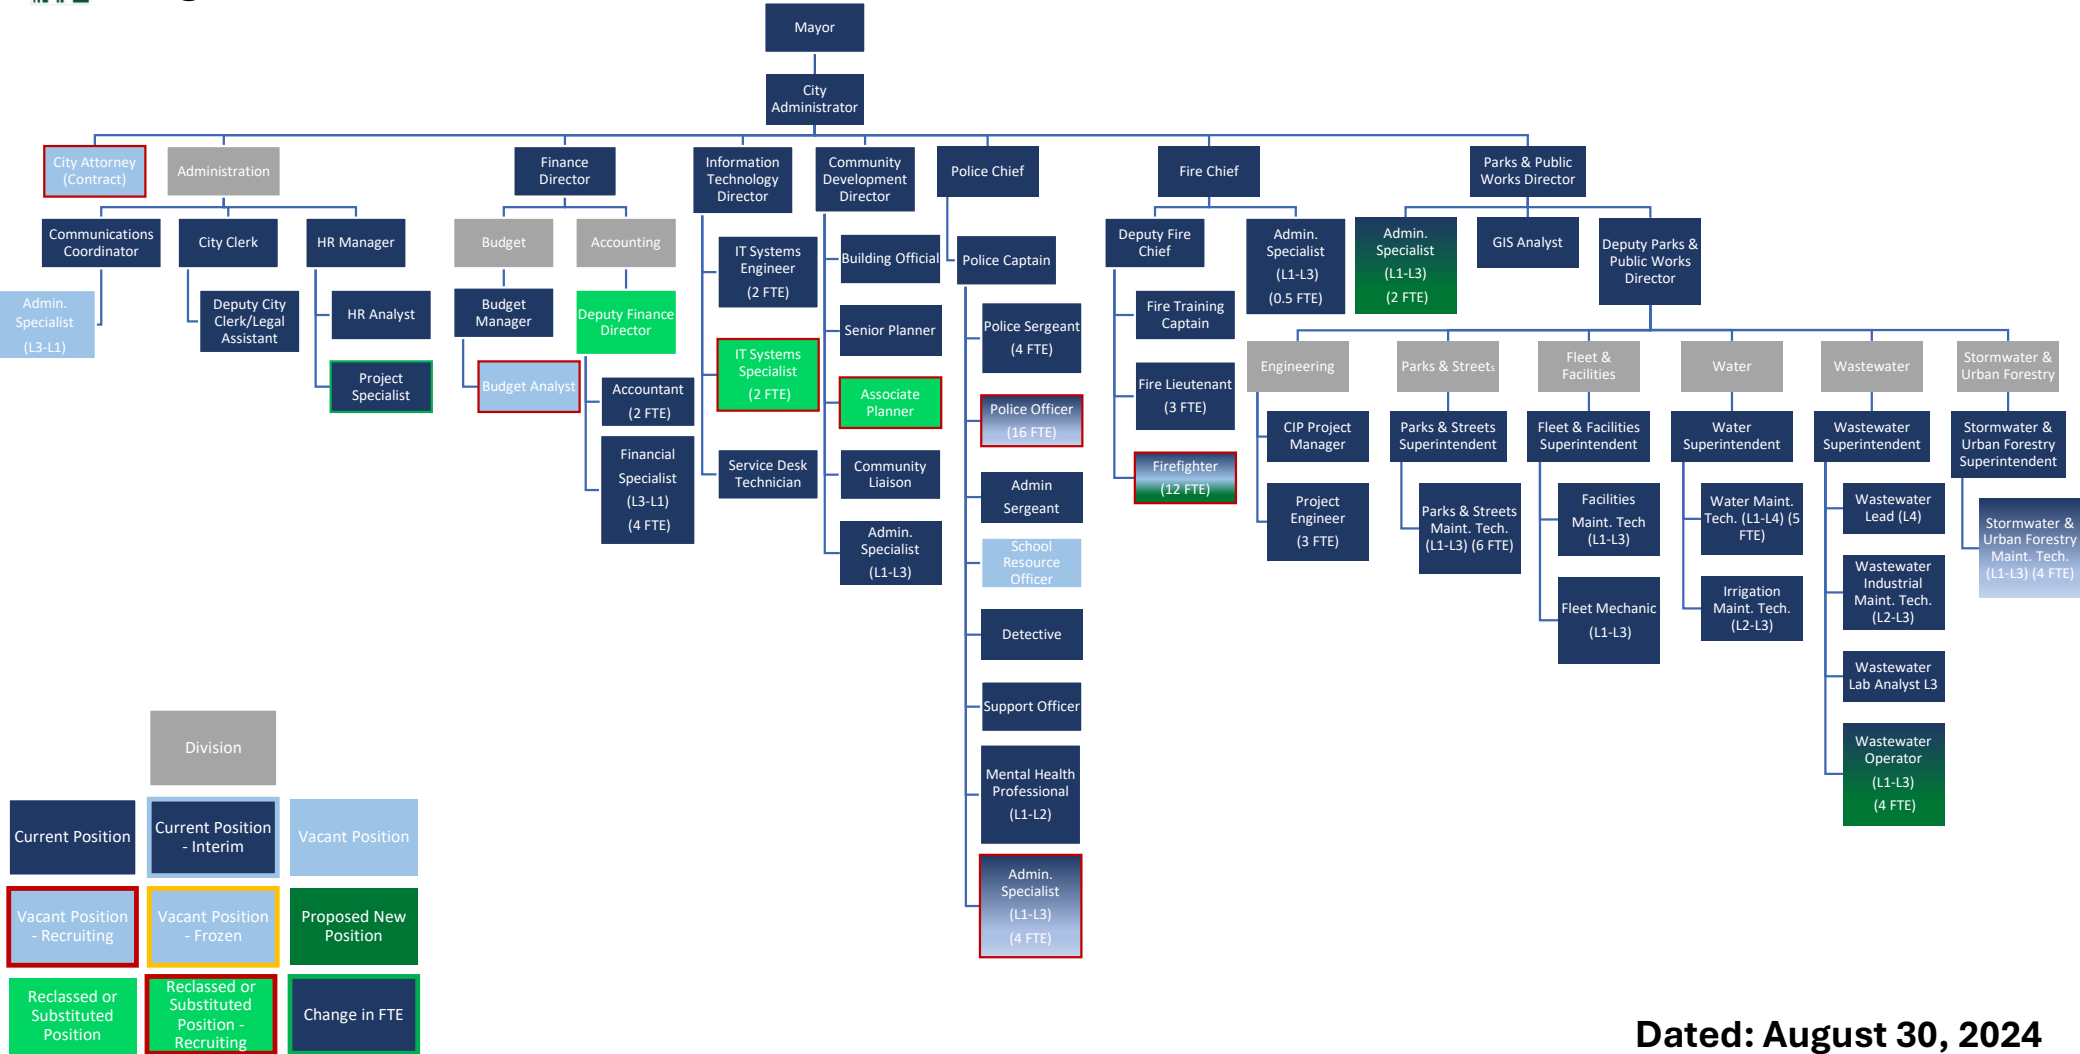 Mayor
City
Administrator
City Attorney
(Contract)
Administration
Finance
Director
Information
Technology
Director
Community
Development
Director
Police Chief
Fire Chief
Parks & Public
Works Director
Communications
Coordinator
City Clerk
HR Manager
Admin.
Specialist
(L3-L1)
Deputy City
Clerk/Legal
Assistant
HR Analyst
Project
Specialist
Budget
Accounting
Budget
Manager
Deputy Finance
Director
Budget Analyst
Accountant
(2 FTE)
Financial
Specialist
(L3-L1)
(4 FTE)
IT Systems
Engineer
(2 FTE)
IT Systems
Specialist
(2 FTE)
Service Desk
Technician
Building Official
Senior Planner
Associate
Planner
Community
Liaison
Admin.
Specialist
(L1-L3)
Police Captain
Police Sergeant
(4 FTE)
Police Officer
(16 FTE)
Admin
Sergeant
School
Resource
Officer
Detective
Support Officer
Mental Health
Professional
(L1-L2)
Admin.
Specialist
(L1-L3)
(4 FTE)
Deputy Fire
Chief
Admin.
Specialist
(L1-L3)
(0.5 FTE)
Fire Training
Captain
Fire Lieutenant
(3 FTE)
Firefighter
(12 FTE)
Admin.
Specialist
(L1-L3)
(2 FTE)
GIS Analyst
Deputy Parks &
Public Works
Director
Engineering
Parks & Streets
Fleet &
Facilities
Water
Wastewater
Stormwater &
Urban Forestry
CIP Project
Manager
Project
Engineer
(3 FTE)
Parks & Streets
Superintendent
Parks & Streets
Maint. Tech.
(L1-L3) (6 FTE)
Fleet & Facilities
Superintendent
Facilities
Maint. Tech
(L1-L3)
Fleet Mechanic
(L1-L3)
Water
Superintendent
Water Maint.
Tech. (L1-L4) (5
FTE)
Irrigation
Maint. Tech.
(L2-L3)
Wastewater
Superintendent
Wastewater
Lead (L4)
Wastewater
Industrial
Maint. Tech.
(L2-L3)
Wastewater
Lab Analyst L3
Wastewater
Operator
(L1-L3)
(4 FTE)
Stormwater &
Urban Forestry
Superintendent
Stormwater &
Urban Forestry
Maint. Tech.
(L1-L3) (4 FTE)
Division
Current Position
Current Position
- Interim
Vacant Position
Vacant Position
- Recruiting
Vacant Position
- Frozen
Proposed New
Position
Reclassed or
Substituted
Position
Reclassed or
Substituted
Position -
Recruiting
Change in FTE
Dated: August 30, 2024